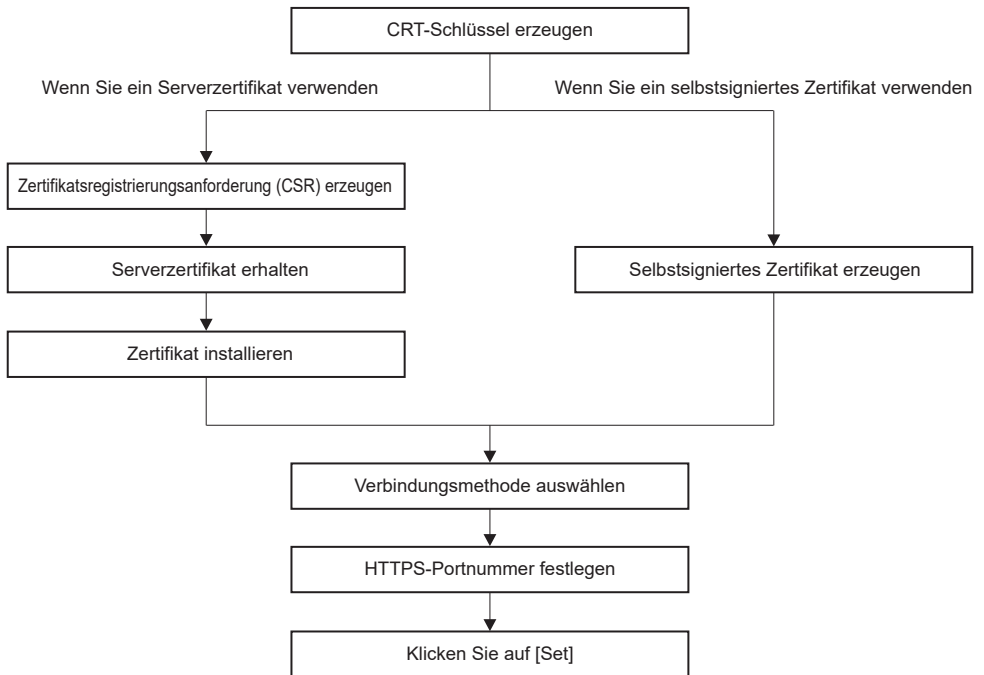 CRT-Schlüssel erzeugen
Wenn Sie ein Serverzertifikat verwenden
Wenn Sie ein selbstsigniertes Zertifikat verwenden
Zertifikatsregistrierungsanforderung (CSR) erzeugen
Serverzertifikat erhalten
Selbstsigniertes Zertifikat erzeugen
Zertifikat installieren
Verbindungsmethode auswählen
HTTPS-Portnummer festlegen
Klicken Sie auf [Set]